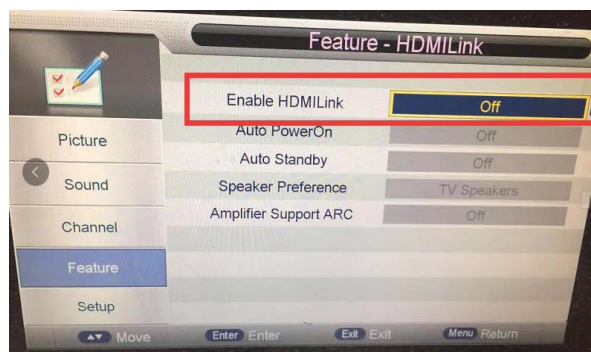 Feature - HDMILink
Enable HDMILink Off
Auto PowerOn Off
Auto Standby Off
Speaker Preference TV Speakers
Amplifier Support ARC Off
Picture
Sound
Channel
Feature
Setup
Move Enter Enter Exit Exit Menu Return